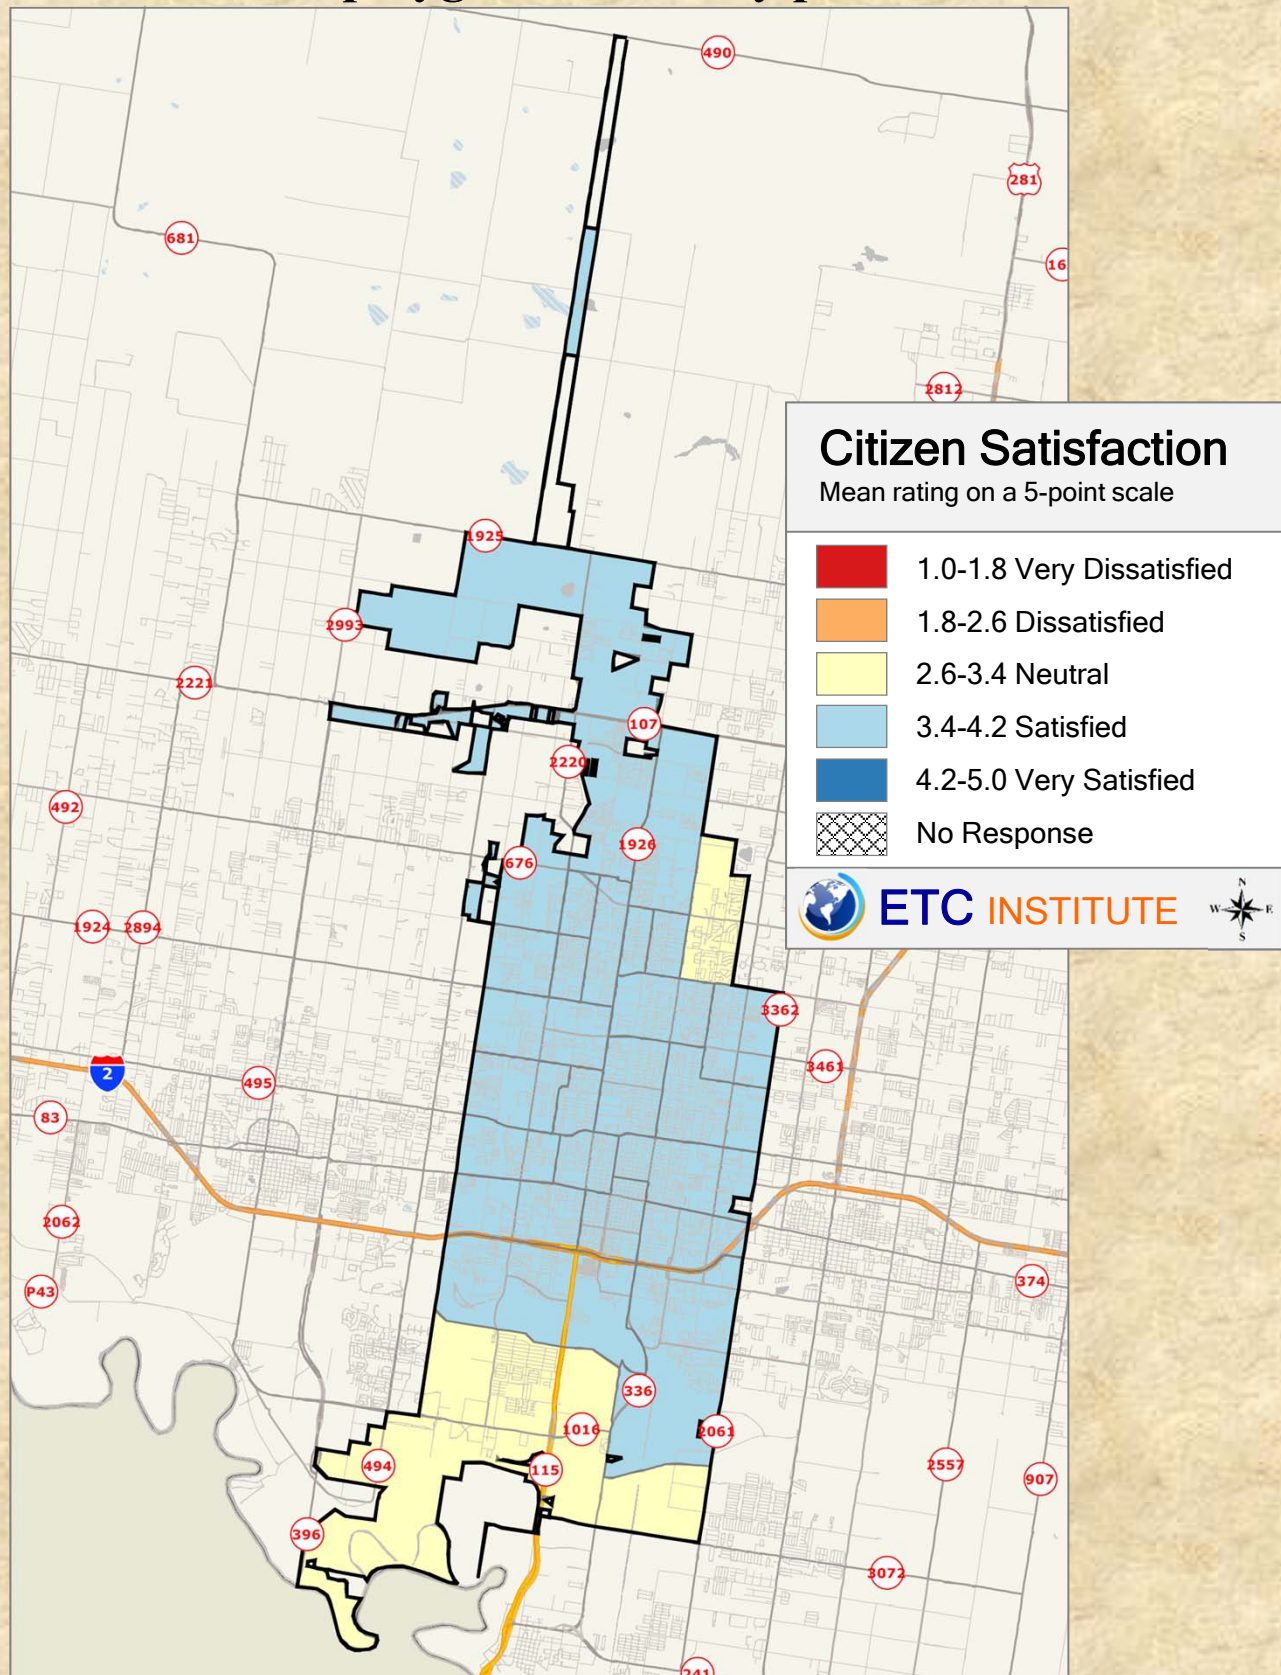 490
281
681
16
2812
Citizen Satisfaction
Mean rating on a 5-point scale
1.0-1.8 Very Dissatisfied
1.8-2.6 Dissatisfied
2.6-3.4 Neutral
3.4-4.2 Satisfied
4.2-5.0 Very Satisfied
No Response
ETC INSTITUTE
N
W E
S
1925
2993
2221
107
2220
492
1926
676
1924
2894
3362
3461
2
495
83
2062
P43
374
336
1016
2061
494
115
2557
907
396
3072
241